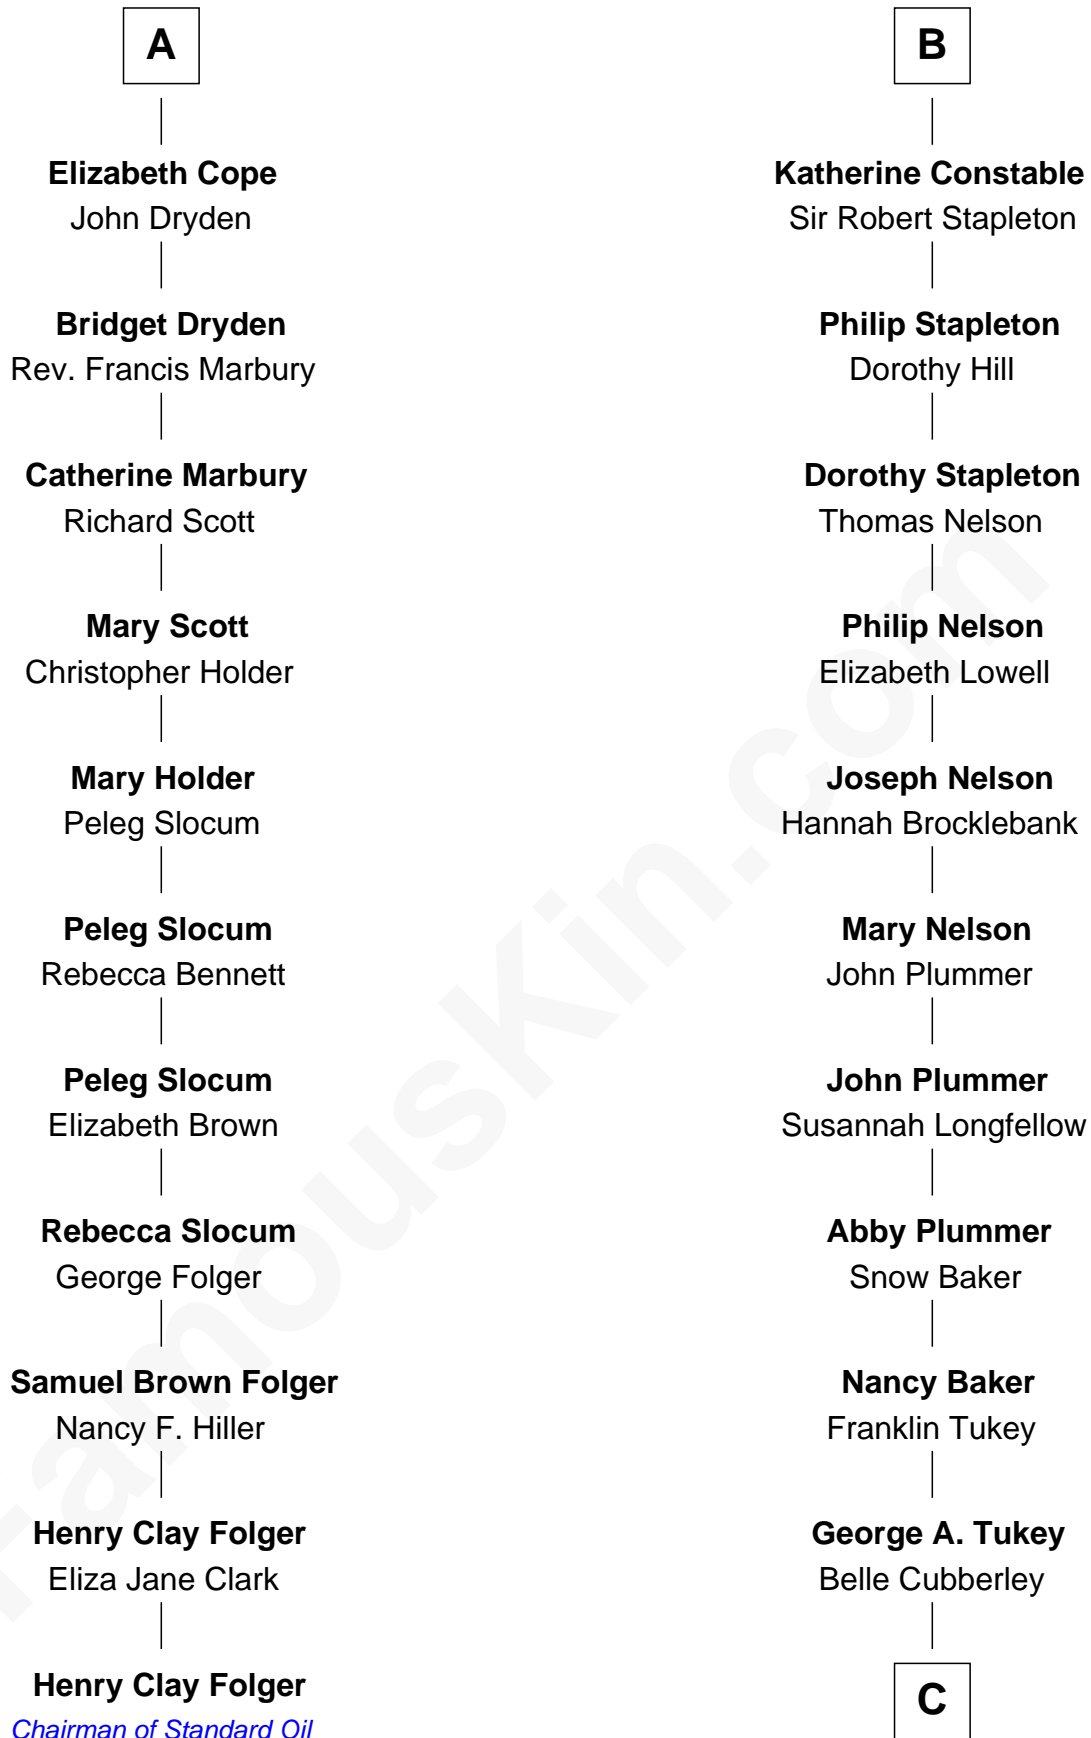 A
Elizabeth Cope
John Dryden
Bridget Dryden
Rev. Francis Marbury
Catherine Marbury
Richard Scott
Mary Scott
Christopher Holder
Mary Holder
Peleg Slocum
Peleg Slocum
Rebecca Bennett
Peleg Slocum
Elizabeth Brown
Rebecca Slocum
George Folger
Samuel Brown Folger
Nancy F. Hiller
Henry Clay Folger
Eliza Jane Clark
Henry Clay Folger
Chairman of Standard Oil
B
Katherine Constable
Sir Robert Stapleton
Philip Stapleton
Dorothy Hill
Dorothy Stapleton
Thomas Nelson
Philip Nelson
Elizabeth Lowell
Joseph Nelson
Hannah Brocklebank
Mary Nelson
John Plummer
John Plummer
Susannah Longfellow
Abby Plummer
Snow Baker
Nancy Baker
Franklin Tukey
George A. Tukey
Belle Cubberley
C
FamousKin.com